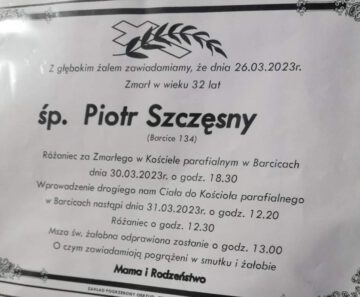 Z głębokim żalem zawiadamiamy, że dnia 26.03.2023r.
Zmarł w wieku 32 lat
śp. Piotr Szczęsny
(Barcice 134)
Różaniec za Zmarłego w Kościele parafialnym w Barcicach
dnia 30.03.2023r o godz. 18.30
Wprowadzenie drogiego nam Ciała do Kościoła parafialnego
w Barcicach nastąpi dnia 31.03.2023r o godz. 12.20
Różaniec o godz. 12.30
Msza św. żałobna odprawiona zostanie o godz. 13.00
O czym zawiadamiają pogrążeni w smutku i żałobie
Mama i Rodzeństwo
ZAKŁAD POGRZEBOWY